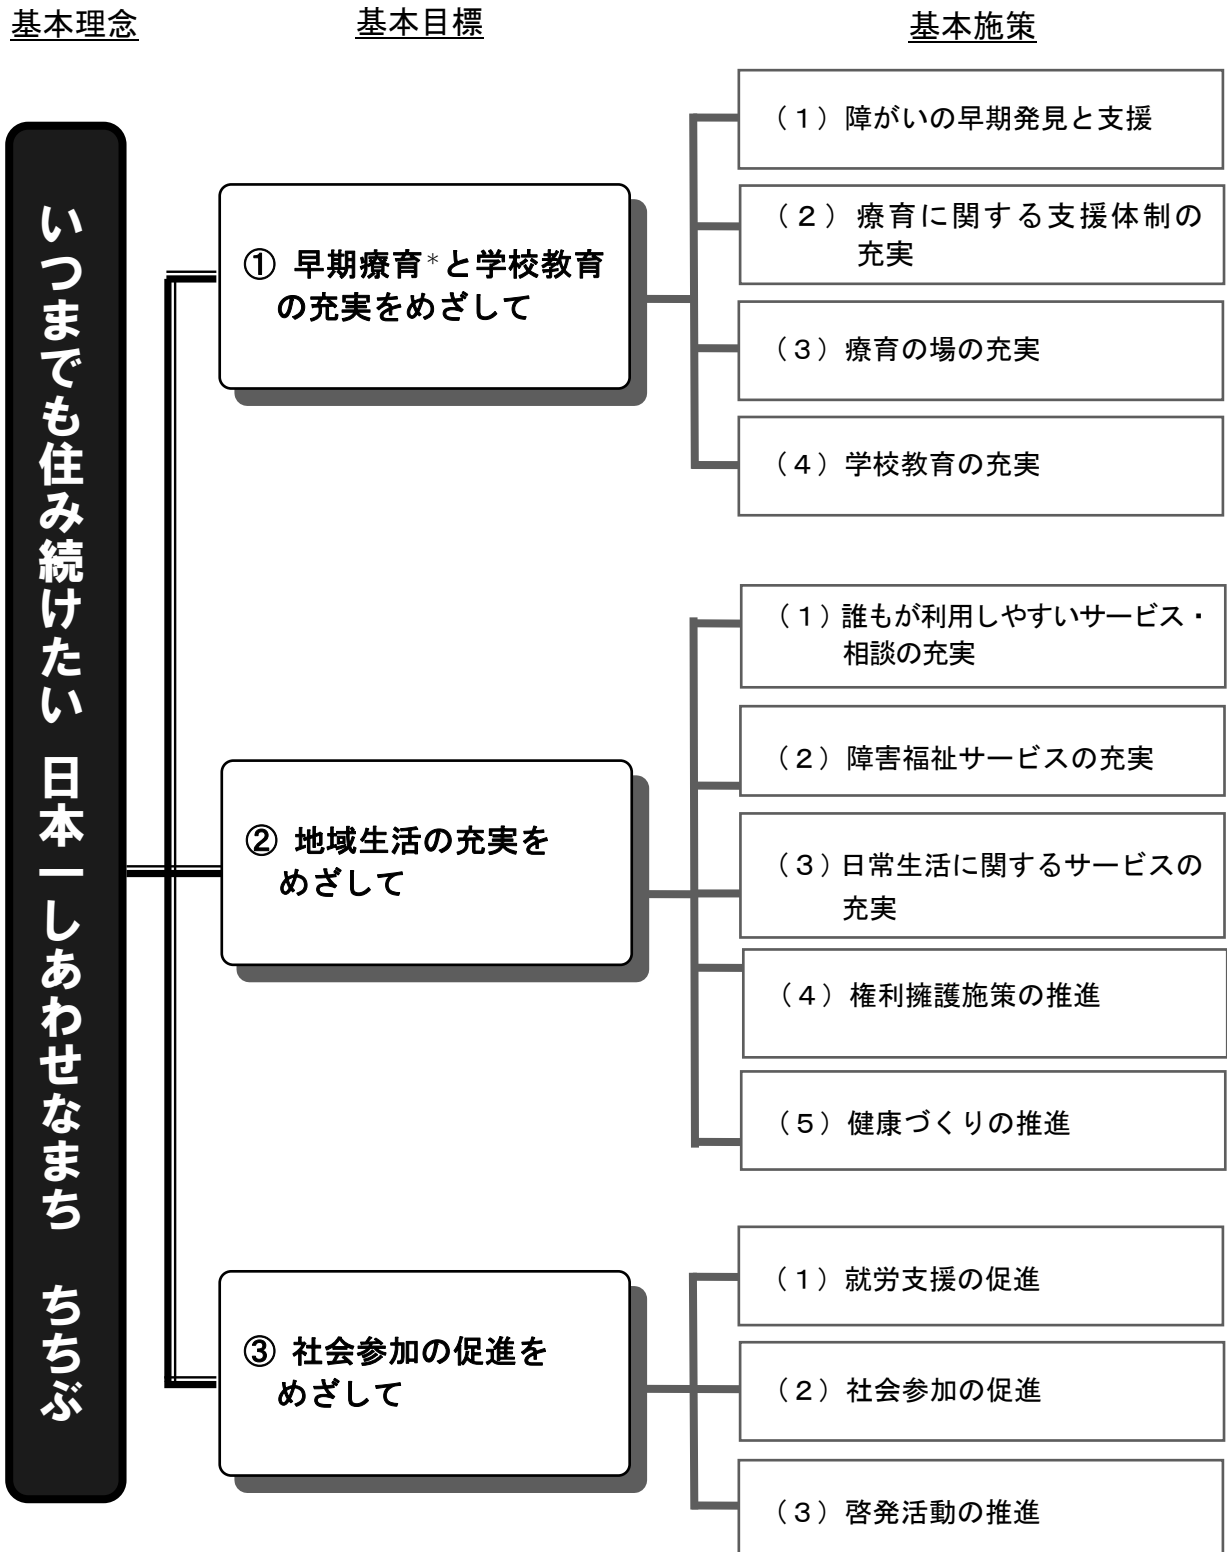 基本理念
基本目標
基本施策
いつまでも住み続けたい 日本一しあわせなまち ちちぶ
① 早期療育*と学校教育
の充実をめざして
(1)障がいの早期発見と支援
(2)療育に関する支援体制の
充実
(3)療育の場の充実
(4)学校教育の充実
② 地域生活の充実を
めざして
(1)誰もが利用しやすいサービス・
相談の充実
(2)障害福祉サービスの充実
(3)日常生活に関するサービスの
充実
(4)権利擁護施策の推進
(5)健康づくりの推進
③ 社会参加の促進を
めざして
(1)就労支援の促進
(2)社会参加の促進
(3)啓発活動の推進